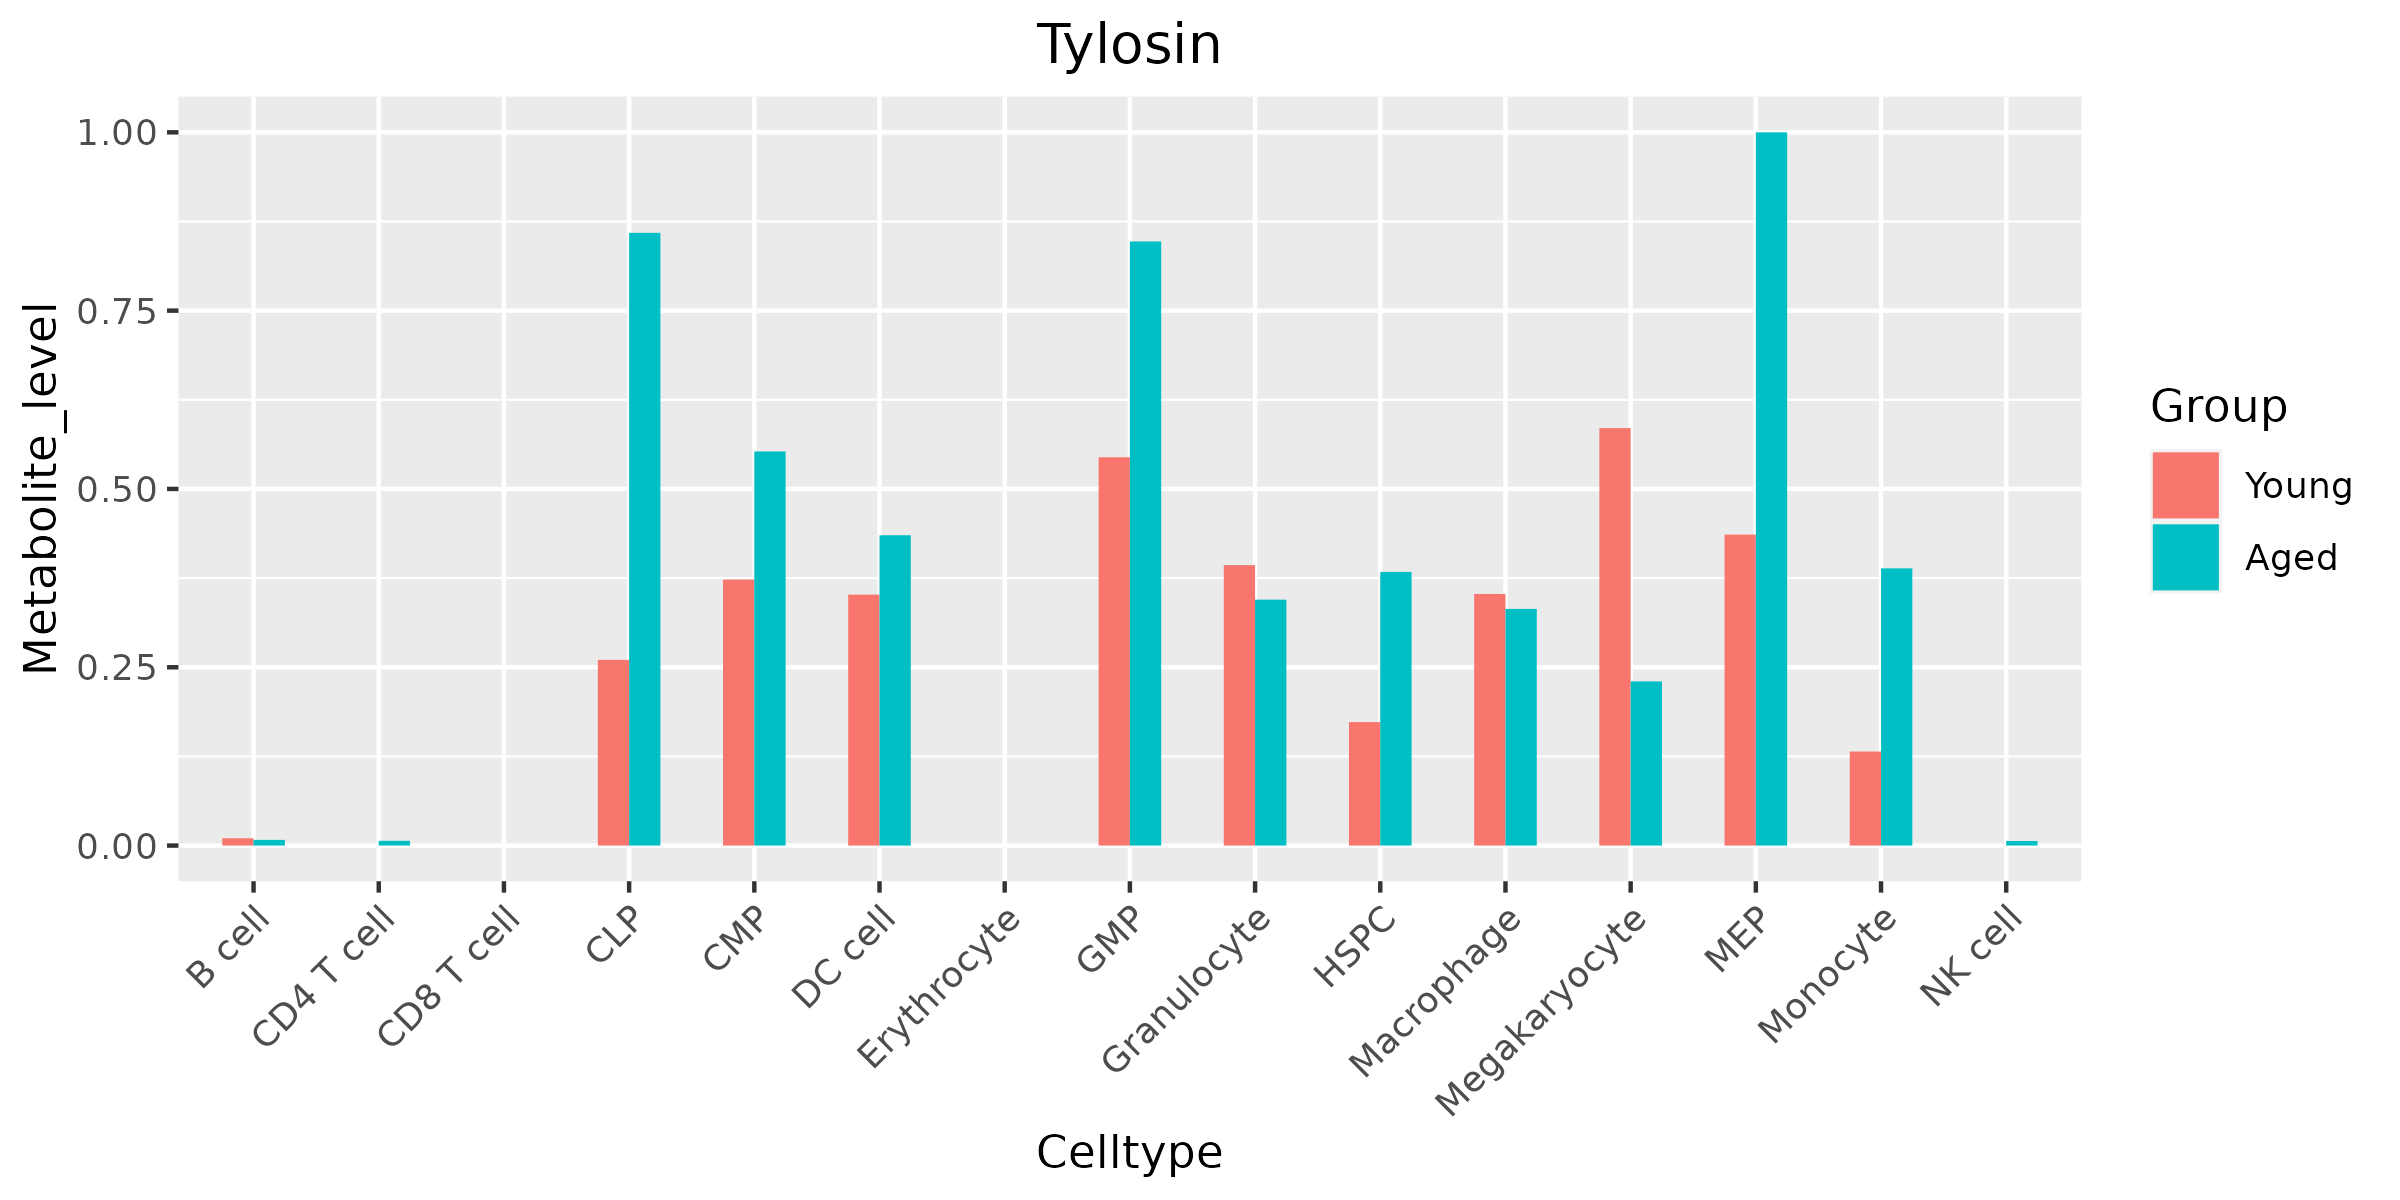 Tylosin
Metabolite_level
1.00
0.75
0.50
0.25
0.00
B cell
CD4 T cell
CD8 T cell
CLP
CMP
DC cell
Erythrocyte
GMP
Granulocyte
HSPC
Macrophage
Megakaryocyte
MEP
Monocyte
NK cell
Celltype
Group
Young
Aged